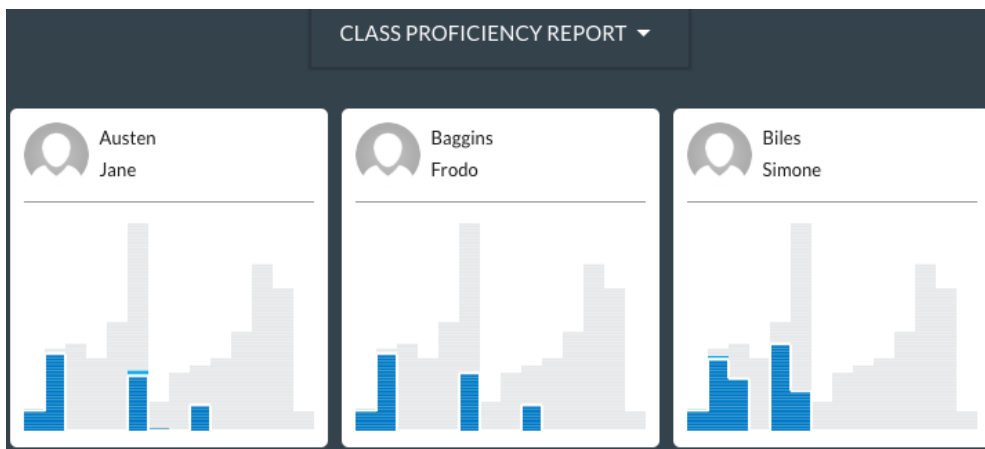 CLASS PROFICIENCY REPORT
Austen
Jane
Baggins
Frodo
Biles
Simone